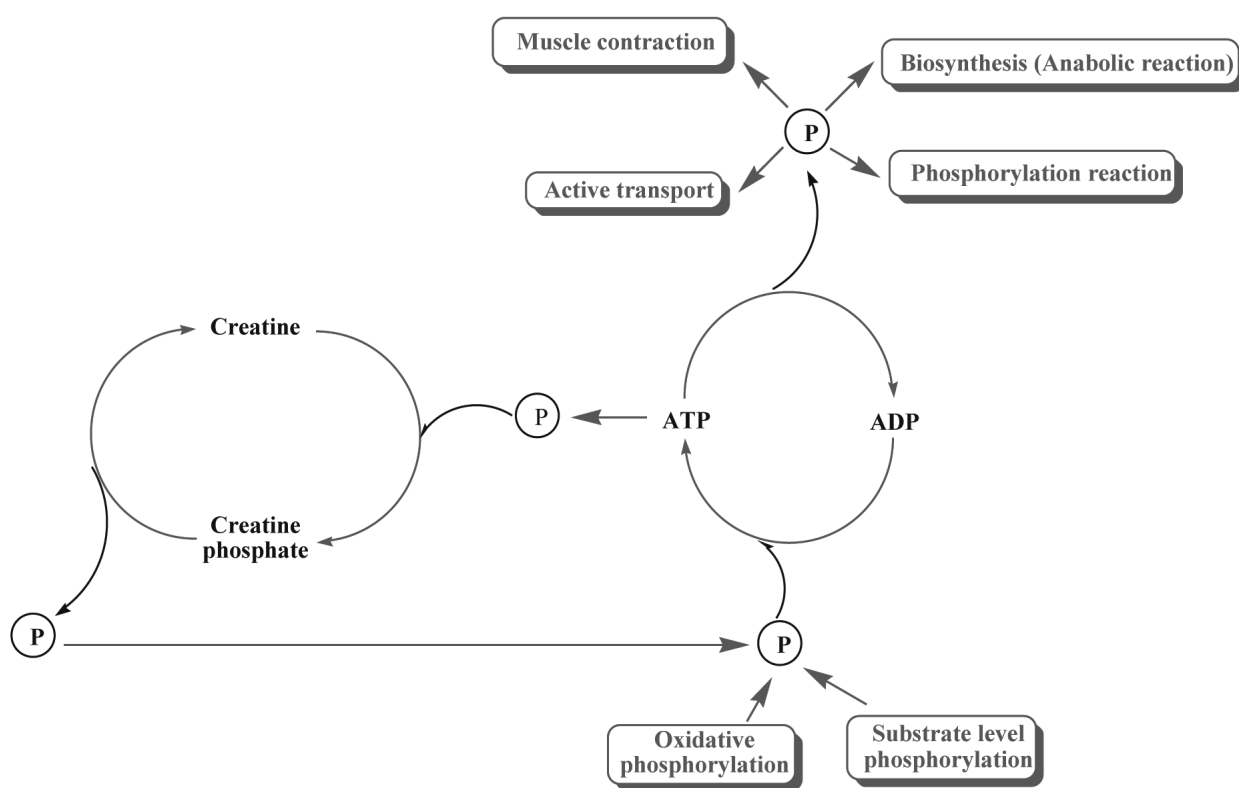 Muscle contraction
Biosynthesis (Anabolic reaction)
P
Active transport
Phosphorylation reaction
Creatine
P
ATP
ADP
Creatine
phosphate
P
P
Oxidative
phosphorylation
Substrate level
phosphorylation